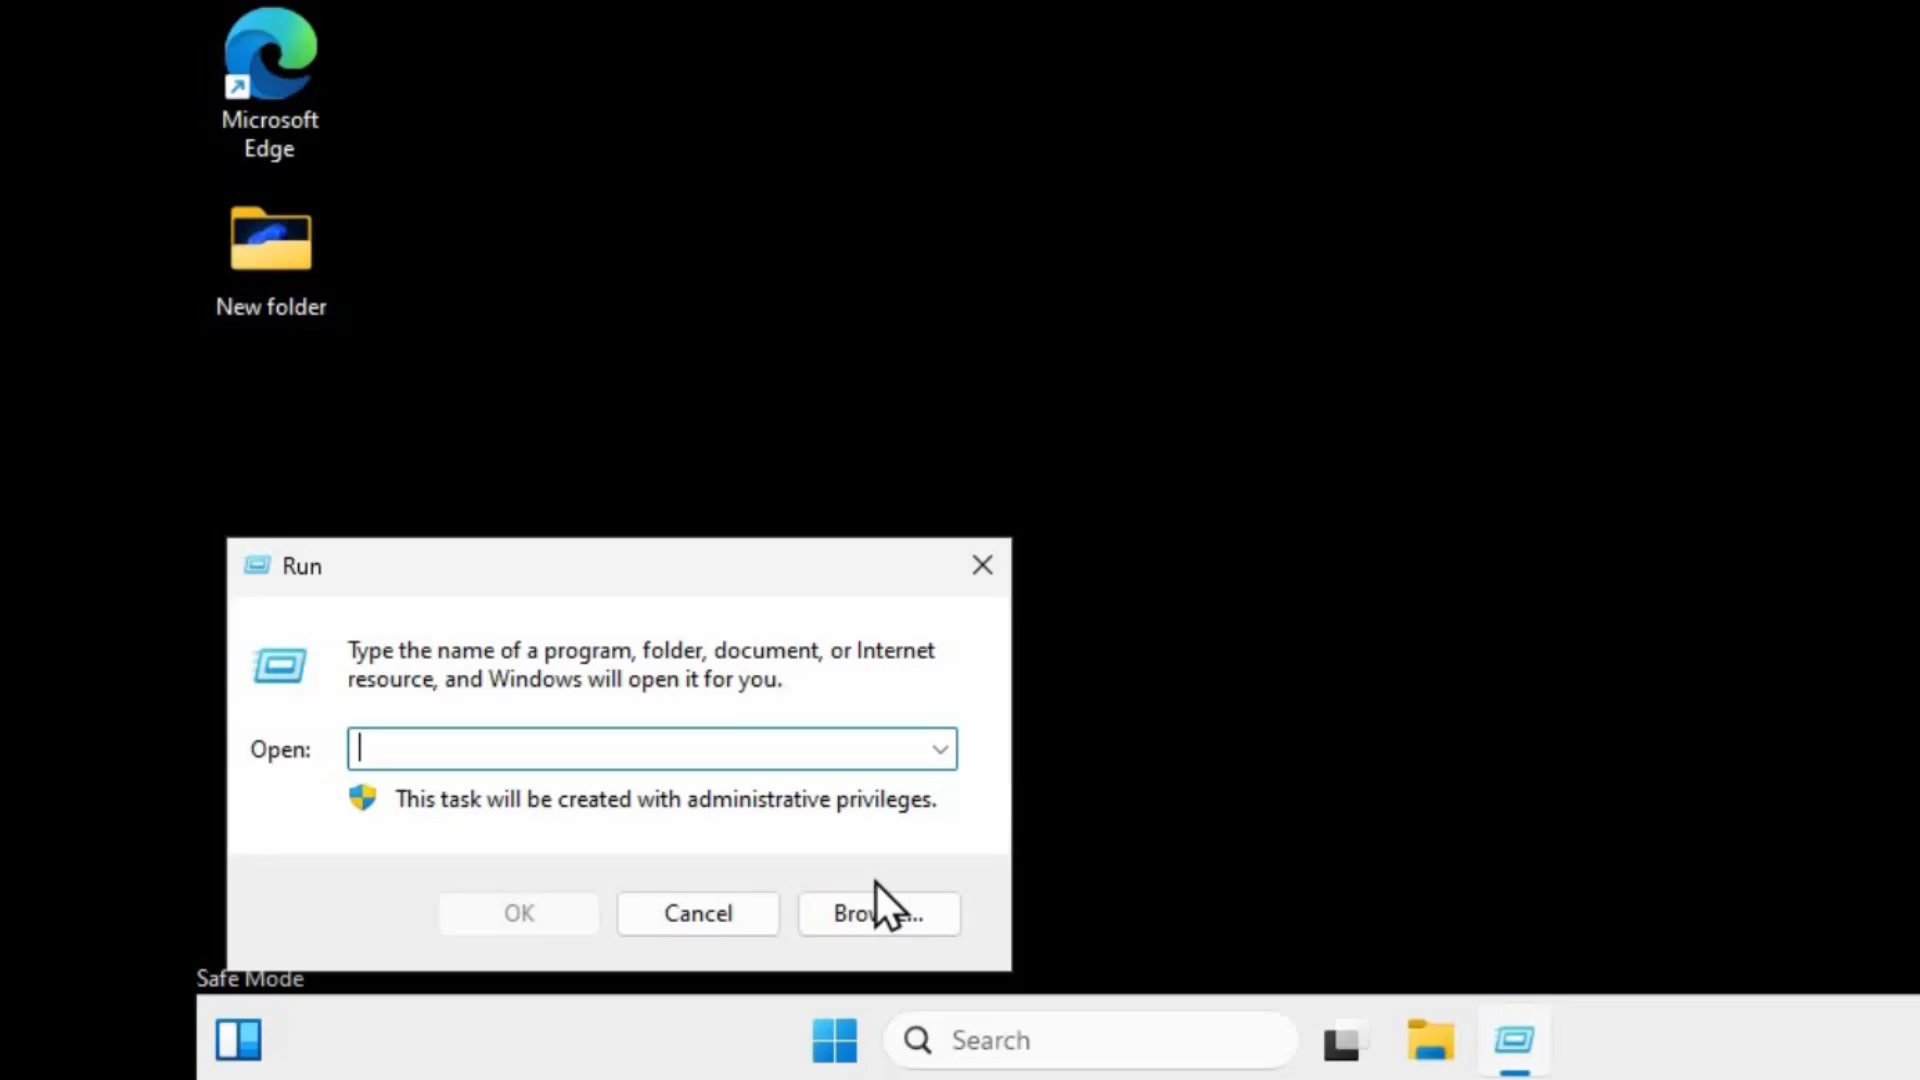 Microsoft
Edge
New folder
Run
Type the name of a program, folder, document, or Internet
resource, and Windows will open it for you.
Open:
This task will be created with administrative privileges.
OK
Cancel
Safe Mode
Search